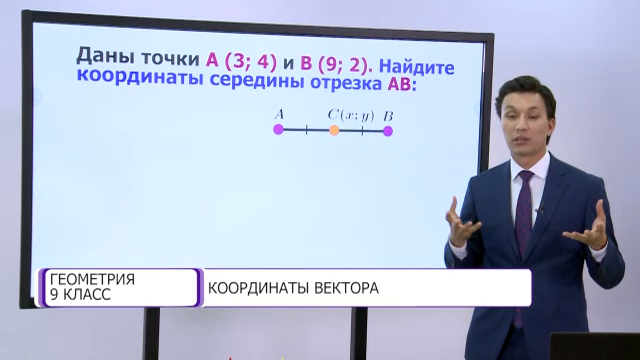 Даны точки A (3; 4) и B (9; 2). Найдите
координаты середины отрезка AB:
A C(x; y) B
ГЕОМЕТРИЯ
9 КЛАСС
КООРДИНАТЫ ВЕКТОРА